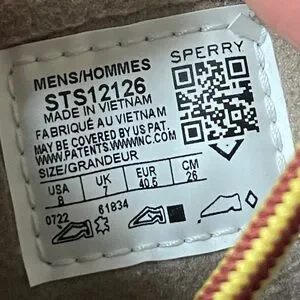 MENS/HOMMES
SPERRY
STS12126
MADE IN VIETNAM
FABRIQUÉ AU VIETNAM
MAY BE COVERED BY US PAT.
WWW.PATENTS.WWWINC.COM
SIZE/GRANDEUR
USA UK EUR CM
8 7 40.5 26
0722 61834